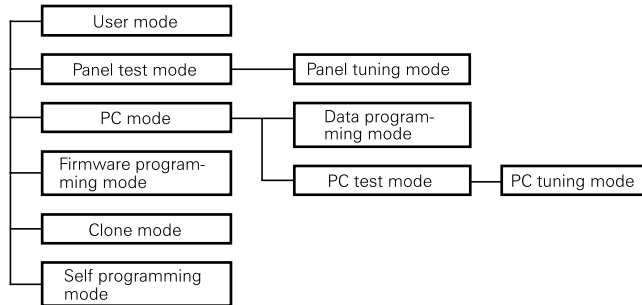 User mode
Panel test mode
Panel tuning mode
PC mode
Data program-
ming mode
Firmware program-
ming mode
PC test mode
PC tuning mode
Clone mode
Self programming
mode